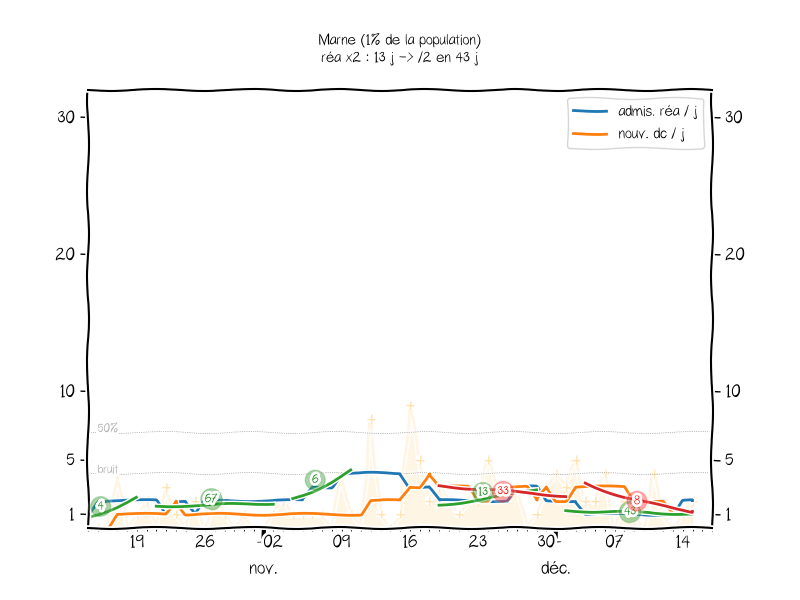 Marne (1% de la population)
réa x2 : 13 j -> /2 en 43 j
admis. réa / j
nouv. dc / j
30 30
20 20
10 10
50%
5 5
bruit
6
4 67 13 33 8 43
1 1
19 26 02 09 16 23 30 07 14
nov. déc.